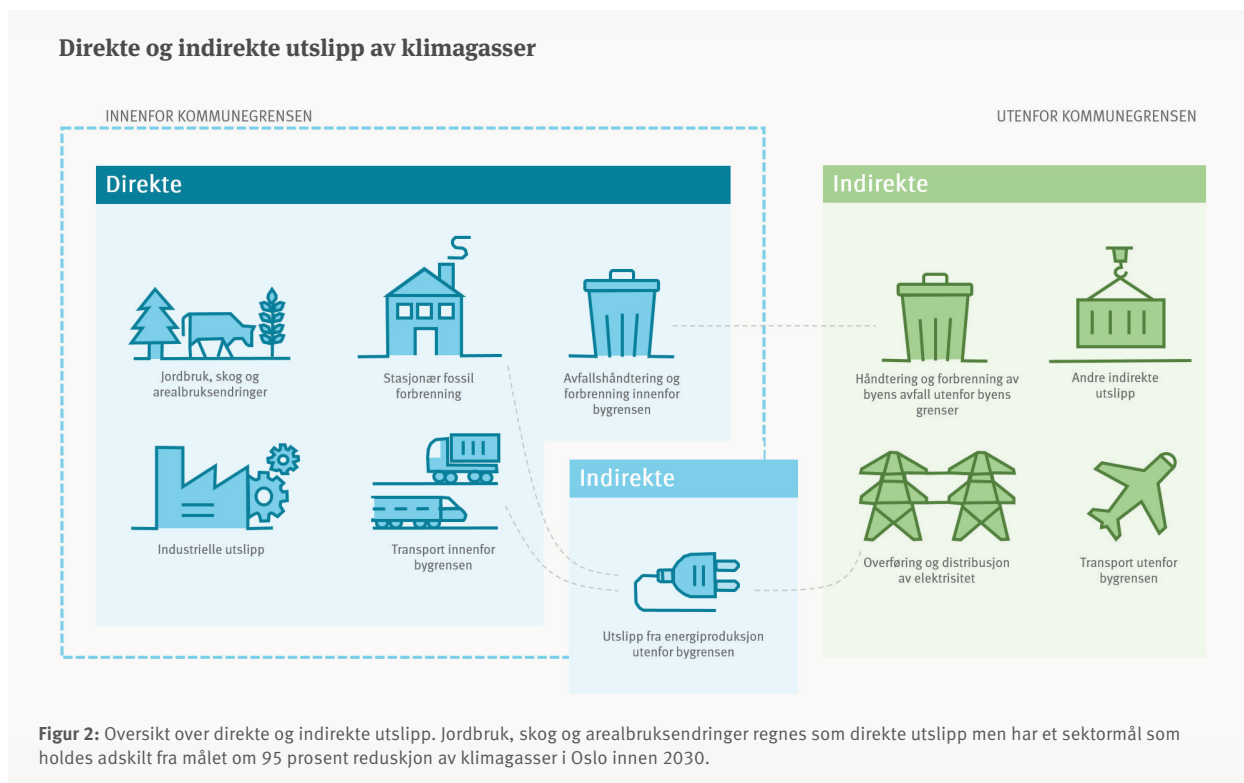 Direkte og indirekte utslipp av klimagasser
INNENFOR KOMMUNEGRENSEN
UTENFOR KOMMUNEGRENSEN
Direkte
Jordbruk, skog og
arealbruksendringer
Stasjonær fossil
forbrenning
Avfallshåndtering og
forbrenning innenfor
bygrensen
Industrielle utslipp
Transport innenfor
bygrensen
Indirekte
Utslipp fra energiproduksjon
utenfor bygrensen
Indirekte
Håndtering og forbrenning av
byens avfall utenfor byens
grenser
Andre indirekte
utslipp
Overføring og distribusjon
av elektrisitet
Transport utenfor
bygrensen
Figur 2: Oversikt over direkte og indirekte utslipp. Jordbruk, skog og arealbruksendringer regnes som direkte utslipp men har et sektormål som
holdes adskilt fra målet om 95 prosent reduksjon av klimagasser i Oslo innen 2030.